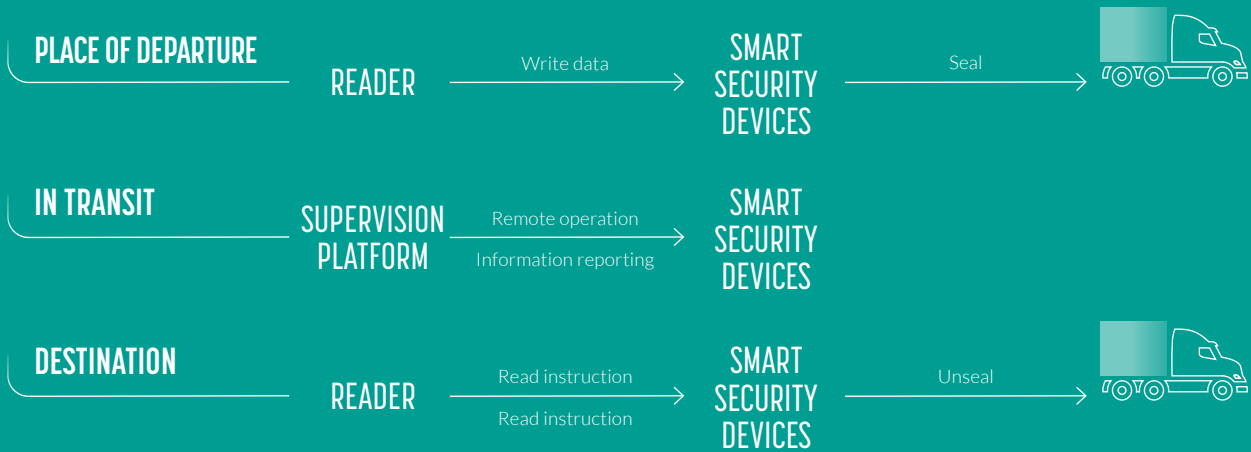 PLACE OF DEPARTURE
READER
Write data
SMART
SECURITY
DEVICES
Seal
IN TRANSIT
SUPERVISION
PLATFORM
Remote operation
Information reporting
SMART
SECURITY
DEVICES
DESTINATION
READER
Read instruction
Read instruction
SMART
SECURITY
DEVICES
Unseal